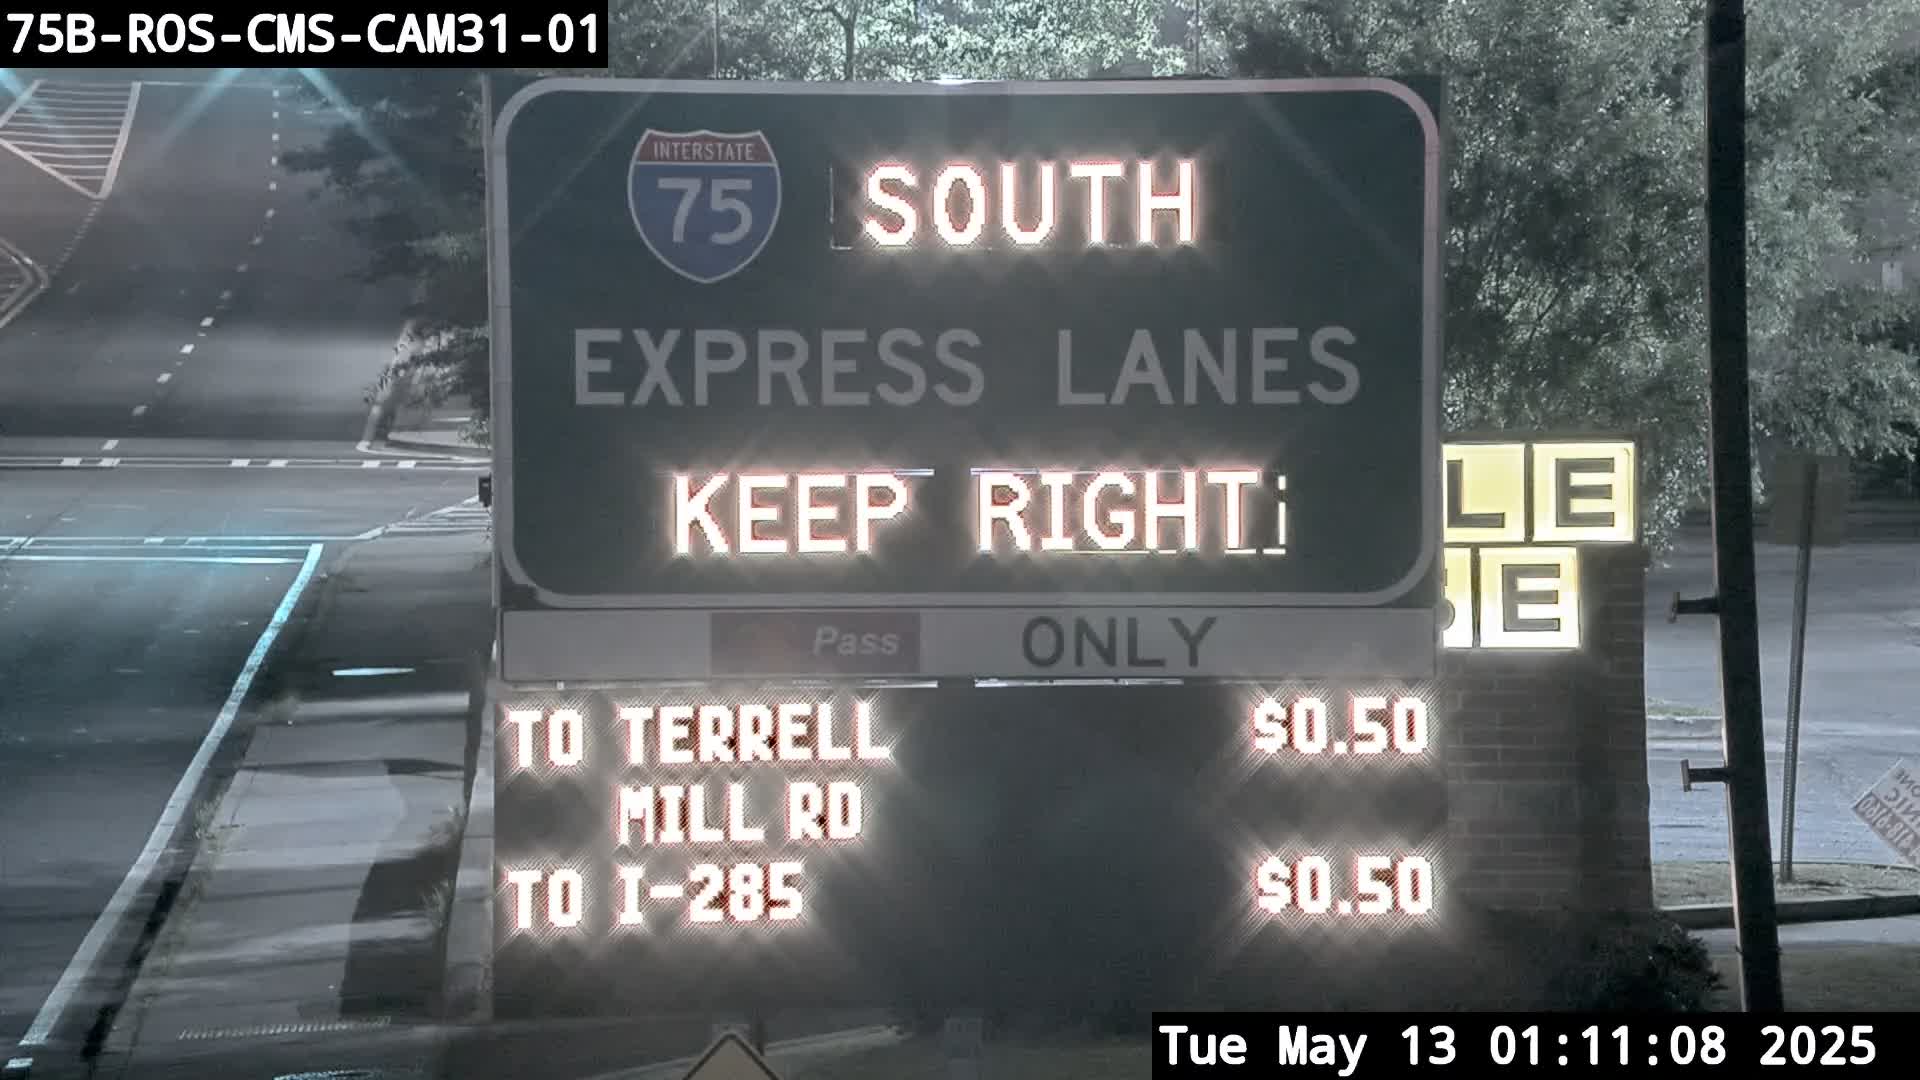 75B-ROS-CMS-CAM31-01
INTERSTATE
75
SOUTH
EXPRESS LANES
KEEP RIGHT
Pass ONLY
TO TERRELL $0.50
MILL RD
TO I-285 $0.50
LE
E
Tue May 13 01:11:08 2025